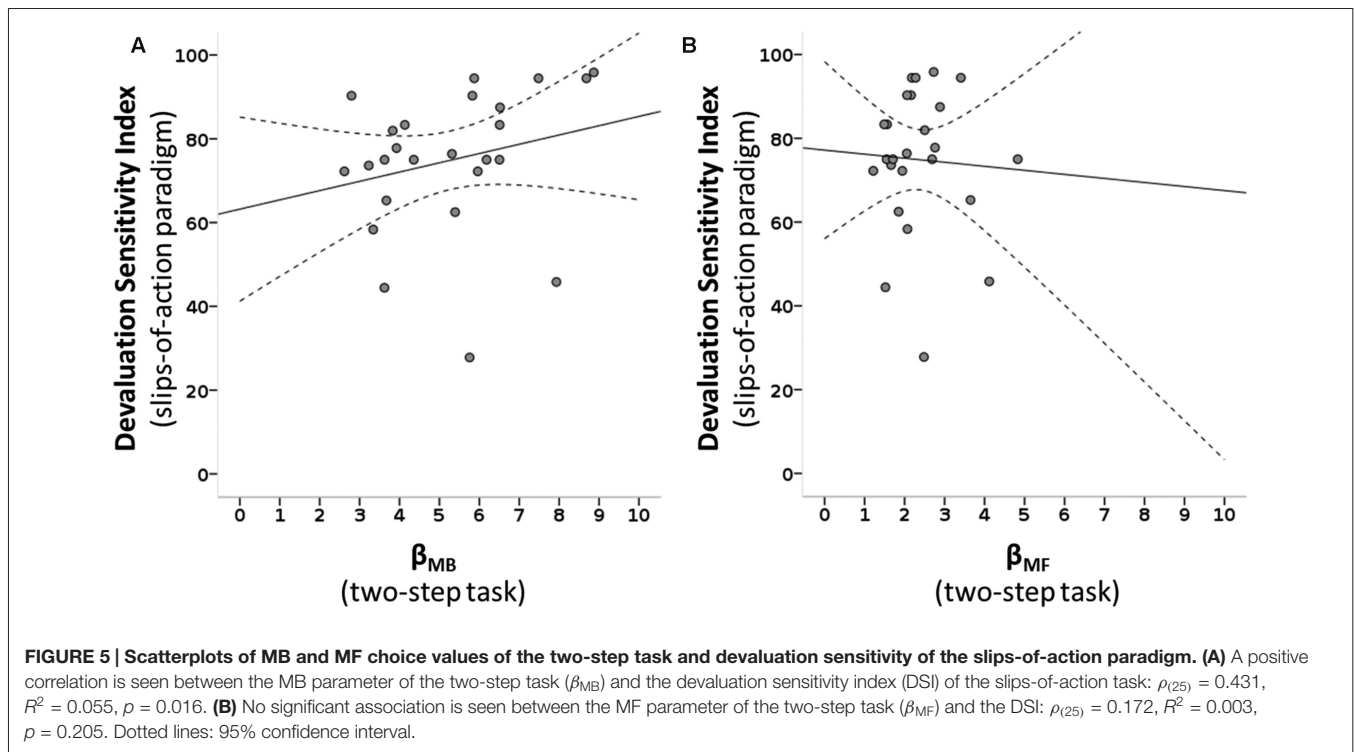 A
B
Devaluation Sensitivity Index
(slips-of-action paradigm)
100
80
60
40
20
0
0 1 2 3 4 5 6 7 8 9 10
βMB
(two-step task)
Devaluation Sensitivity Index
(slips-of-action paradigm)
100
80
60
40
20
0
0 1 2 3 4 5 6 7 8 9 10
βMF
(two-step task)
FIGURE 5 | Scatterplots of MB and MF choice values of the two-step task and devaluation sensitivity of the slips-of-action paradigm. (A) A positive
correlation is seen between the MB parameter of the two-step task (βMB) and the devaluation sensitivity index (DSI) of the slips-of-action task: ρ(25) = 0.431,
R² = 0.055, p = 0.016. (B) No significant association is seen between the MF parameter of the two-step task (βMF) and the DSI: ρ(25) = 0.172, R² = 0.003,
p = 0.205. Dotted lines: 95% confidence interval.